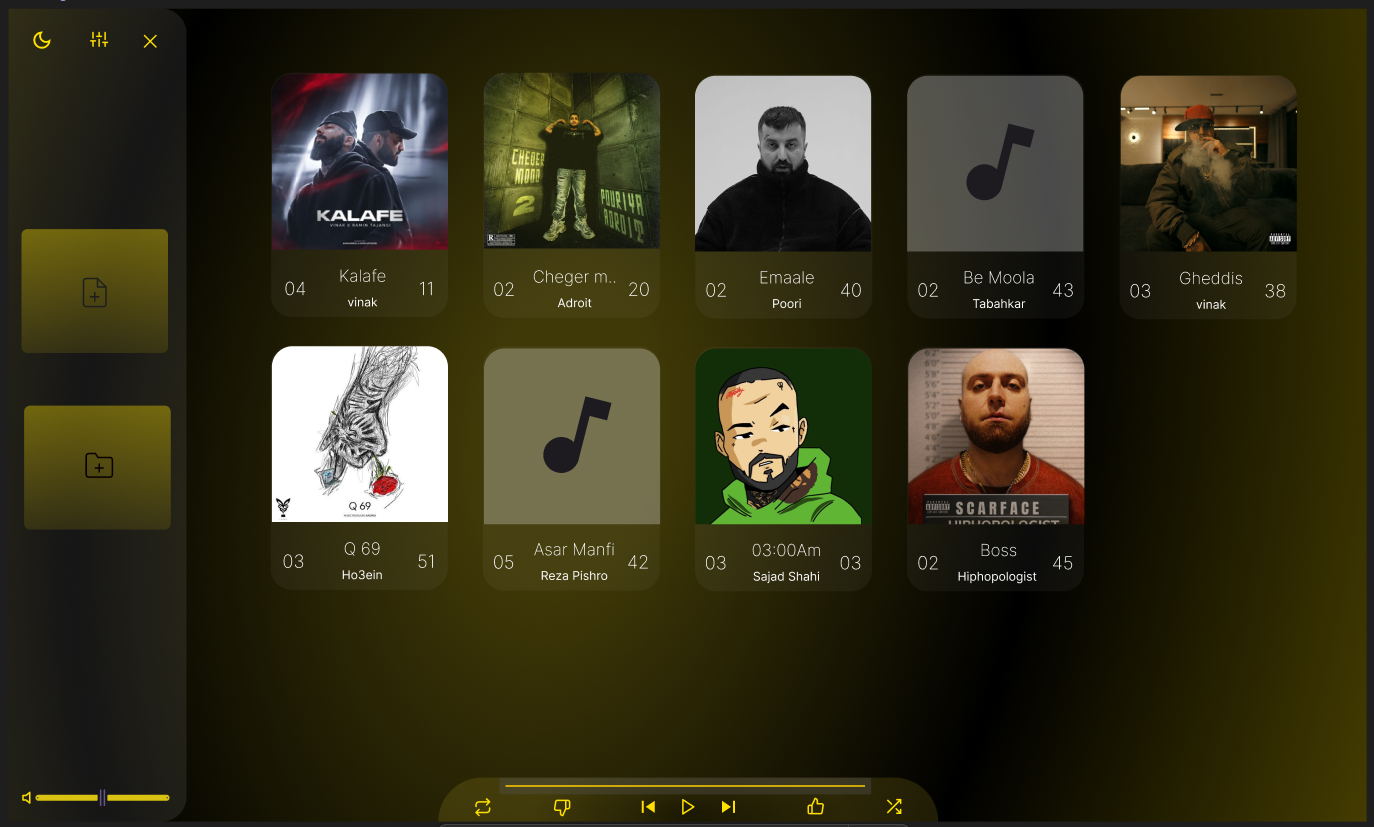 KALAFE
VINAK X RAMIN TAJANGI
CHEGER
MANN
2
POURIYA
ADROIT
04
Kalafe
vinak
11
02
Cheger m..
Adroit
20
02
Emaale
Poori
40
02
Be Moola
Tabahkar
43
03
Gheddis
vinak
38
Q 69
SCARFACE
HIPHOPOLOGIST
03
Q 69
Ho3ein
51
05
Asar Manfi
Reza Pishro
42
03
03:00Am
Sajad Shahi
03
02
Boss
Hiphopologist
45